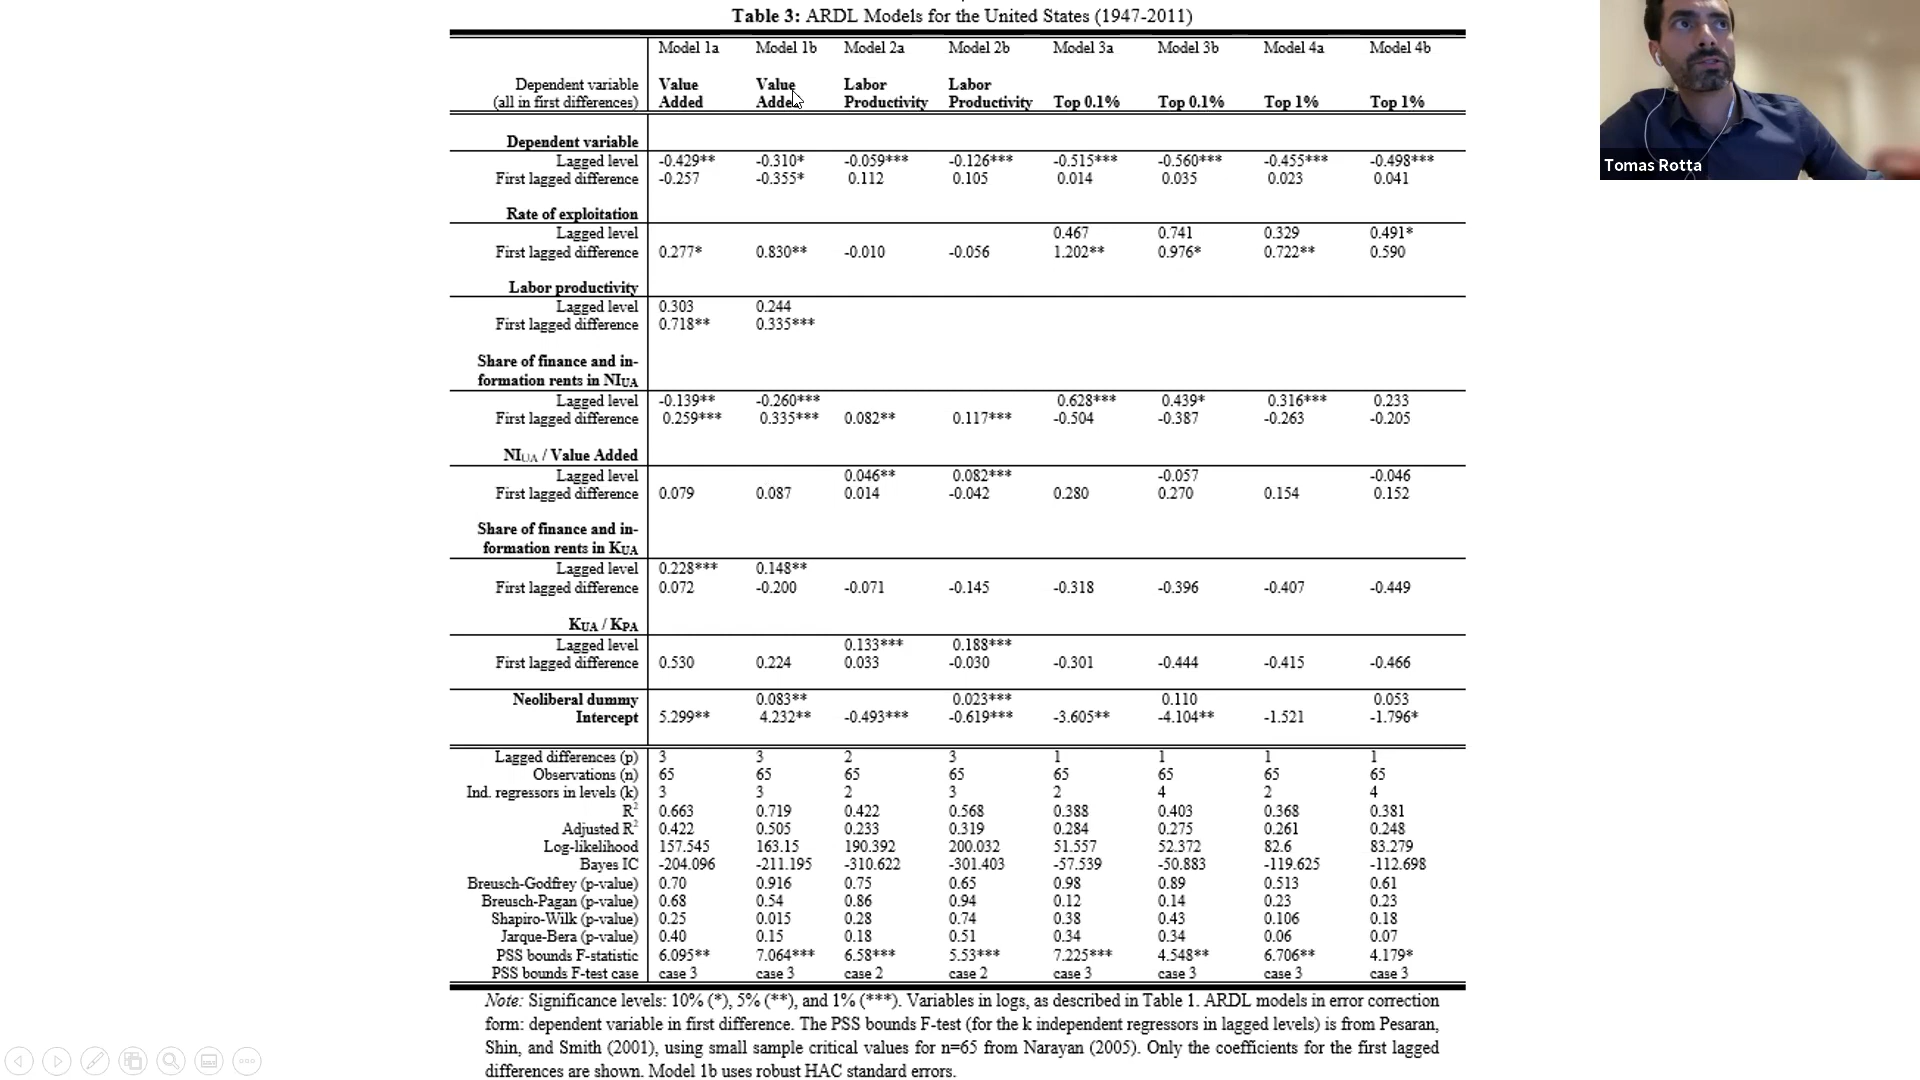 Table 3: ARDL Models for the United States (1947-2011)
Model 1a Model 1b Model 2a Model 2b Model 3a Model 3b Model 4a Model 4b
Dependent variable Value Value Labor Labor
(all in first differences) Added Added Productivity Productivity Top 0.1% Top 0.1% Top 1% Top 1%
Dependent variable
Lagged level -0.429** -0.310* -0.059*** -0.126*** -0.515*** -0.560*** -0.455*** -0.498***
First lagged difference -0.257 -0.355* 0.112 0.105 0.014 0.035 0.023 0.041
Rate of exploitation
Lagged level 0.467 0.741 0.329 0.491*
First lagged difference 0.277* 0.830** -0.010 -0.056 1.202** 0.976* 0.722** 0.590
Labor productivity
Lagged level 0.303 0.244
First lagged difference 0.718** 0.335***
Share of finance and in-
formation rents in NIUA
Lagged level -0.139** -0.260*** 0.628*** 0.439* 0.316*** 0.233
First lagged difference 0.259*** 0.335*** 0.082** 0.117*** -0.504 -0.387 -0.263 -0.205
NIUA / Value Added
Lagged level 0.046** 0.082*** -0.057 -0.046
First lagged difference 0.079 0.087 0.014 -0.042 0.280 0.270 0.154 0.152
Share of finance and in-
formation rents in KUA
Lagged level 0.228*** 0.148**
First lagged difference 0.072 -0.200 -0.071 -0.145 -0.318 -0.396 -0.407 -0.449
KUA / KPA
Lagged level 0.133*** 0.188***
First lagged difference 0.530 0.224 0.033 -0.030 -0.301 -0.444 -0.415 -0.466
Neoliberal dummy 0.083** 0.023*** 0.110 0.053
Intercept 5.299** 4.232** -0.493*** -0.619*** -3.605** -4.104** -1.521 -1.796*
Lagged differences (p) 3 3 2 3 1 1 1 1
Observations (n) 65 65 65 65 65 65 65 65
Ind. regressors in levels (k) 3 3 2 3 2 4 2 4
R2 0.663 0.719 0.422 0.568 0.388 0.403 0.368 0.381
Adjusted R2 0.422 0.505 0.233 0.319 0.284 0.275 0.261 0.248
Log-likelihood 157.545 163.15 190.392 200.032 51.557 52.372 82.6 83.279
Bayes IC -204.096 -211.195 -310.622 -301.403 -57.539 -50.883 -119.625 -112.698
Breusch-Godfrey (p-value) 0.70 0.916 0.75 0.65 0.98 0.89 0.513 0.61
Breusch-Pagan (p-value) 0.68 0.54 0.86 0.94 0.12 0.14 0.23 0.23
Shapiro-Wilk (p-value) 0.25 0.015 0.28 0.74 0.38 0.43 0.106 0.18
Jarque-Bera (p-value) 0.40 0.15 0.18 0.51 0.34 0.34 0.06 0.07
PSS bounds F-statistic 6.095** 7.064*** 6.58*** 5.53*** 7.225*** 4.548** 6.706** 4.179*
PSS bounds F-test case case 3 case 3 case 2 case 2 case 3 case 3 case 3 case 3
Note: Significance levels: 10% (*), 5% (**), and 1% (***). Variables in logs, as described in Table 1. ARDL models in error correction
form: dependent variable in first difference. The PSS bounds F-test (for the k independent regressors in lagged levels) is from Pesaran,
Shin, and Smith (2001), using small sample critical values for n=65 from Narayan (2005). Only the coefficients for the first lagged
differences are shown. Model 1b uses robust HAC standard errors.
Tomas Rotta